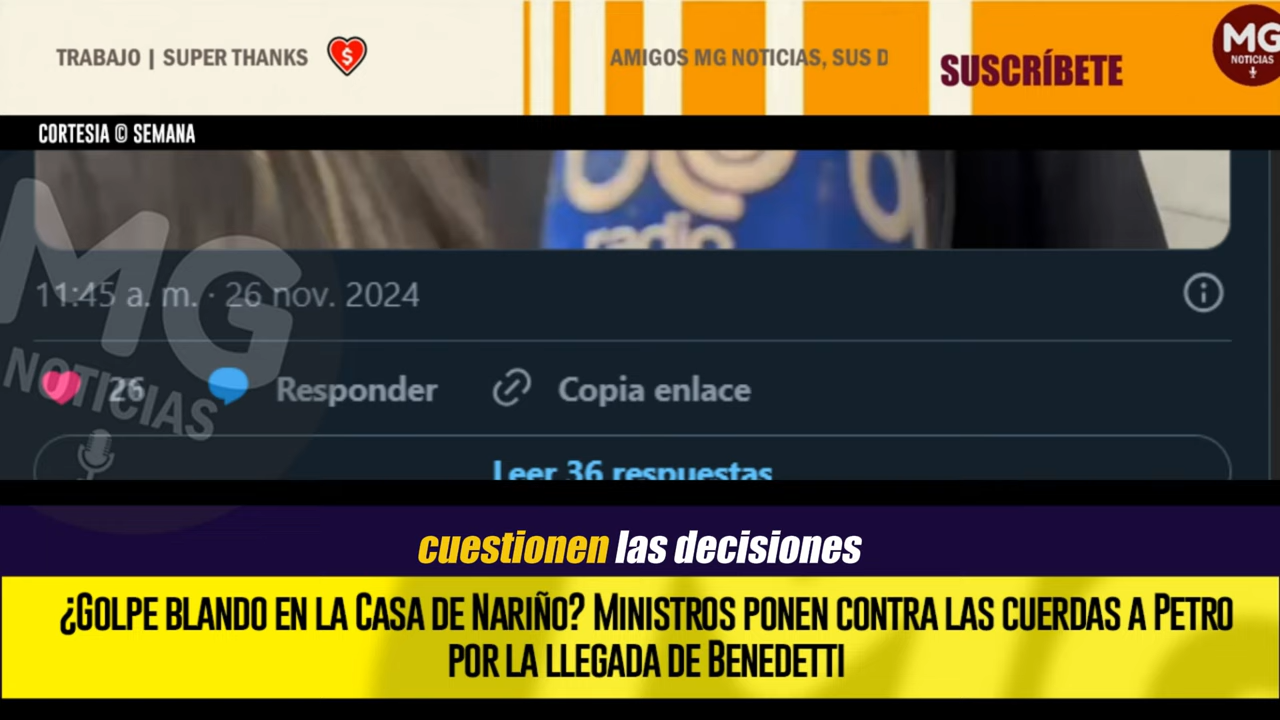 TRABAJO | SUPER THANKS
AMIGOS MG NOTICIAS, SUS D
SUSCRÍBETE
MG
NOTICIAS
CORTESIA © SEMANA
radio
MG
NOTICIAS
11:45 a. m. · 26 nov. 2024
26 Responder Copia enlace
Leer 36 respuestas
cuestionen las decisiones
¿Golpe blando en la Casa de Nariño? Ministros ponen contra las cuerdas a Petro
por la llegada de Benedetti